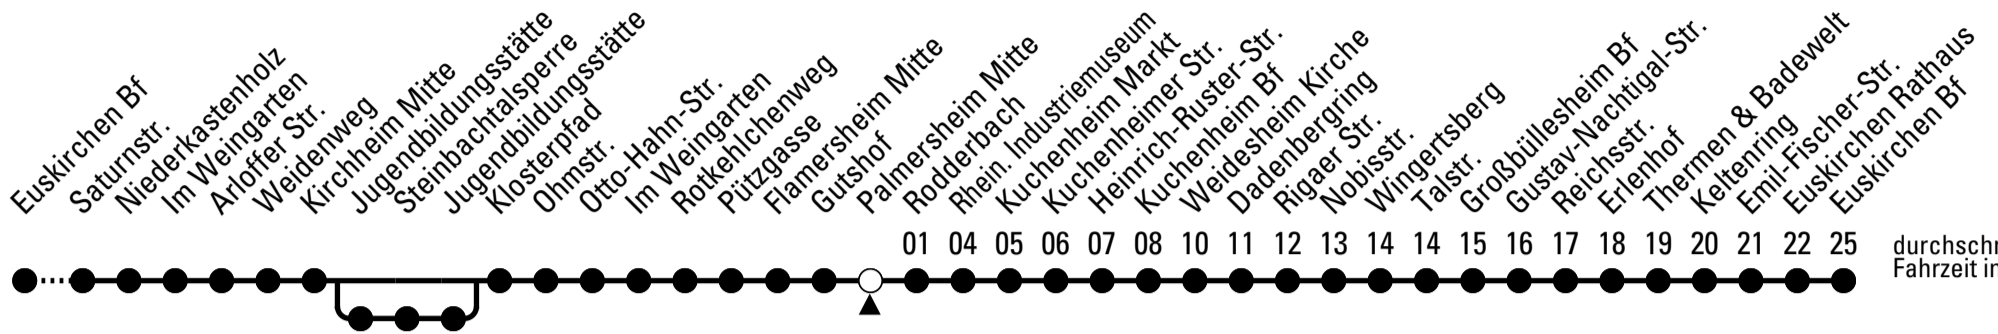 Euskirchen Bf
Saturnstr.
Niederkastenholz
Im Weingarten
Arloffer Str.
Weidenweg
Kirchheim Mitte
Jugendbildungsstätte
Steinbachtalsperre
Jugendbildungsstätte
Klosterpfad
Ohmstr.
Otto-Hahn-Str.
Im Weingarten
Rotkehlchenweg
Pützgasse
Flamersheim Mitte
Gutshof
Palmersheim Mitte
Rodderbach
Rhein. Industriemuseum
Kuchenheim Markt
Kuchenheimer Str.
Heinrich-Ruster-Str.
Kuchenheim Bf
Weidesheim Kirche
Dadenbergring
Rigaer Str.
Nobisstr.
Wingertsberg
Talstr.
Großbüllesheim Bf
Gustav-Nachtigal-Str.
Reichsstr.
Erlenhof
Thermen & Badewelt
Keltenring
Emil-Fischer-Str.
Euskirchen Rathaus
Euskirchen Bf
01 04 05 06 07 08 10 11 12 13 14 14 15 16 17 18 19 20 21 22 25
durchschn
Fahrzeit in